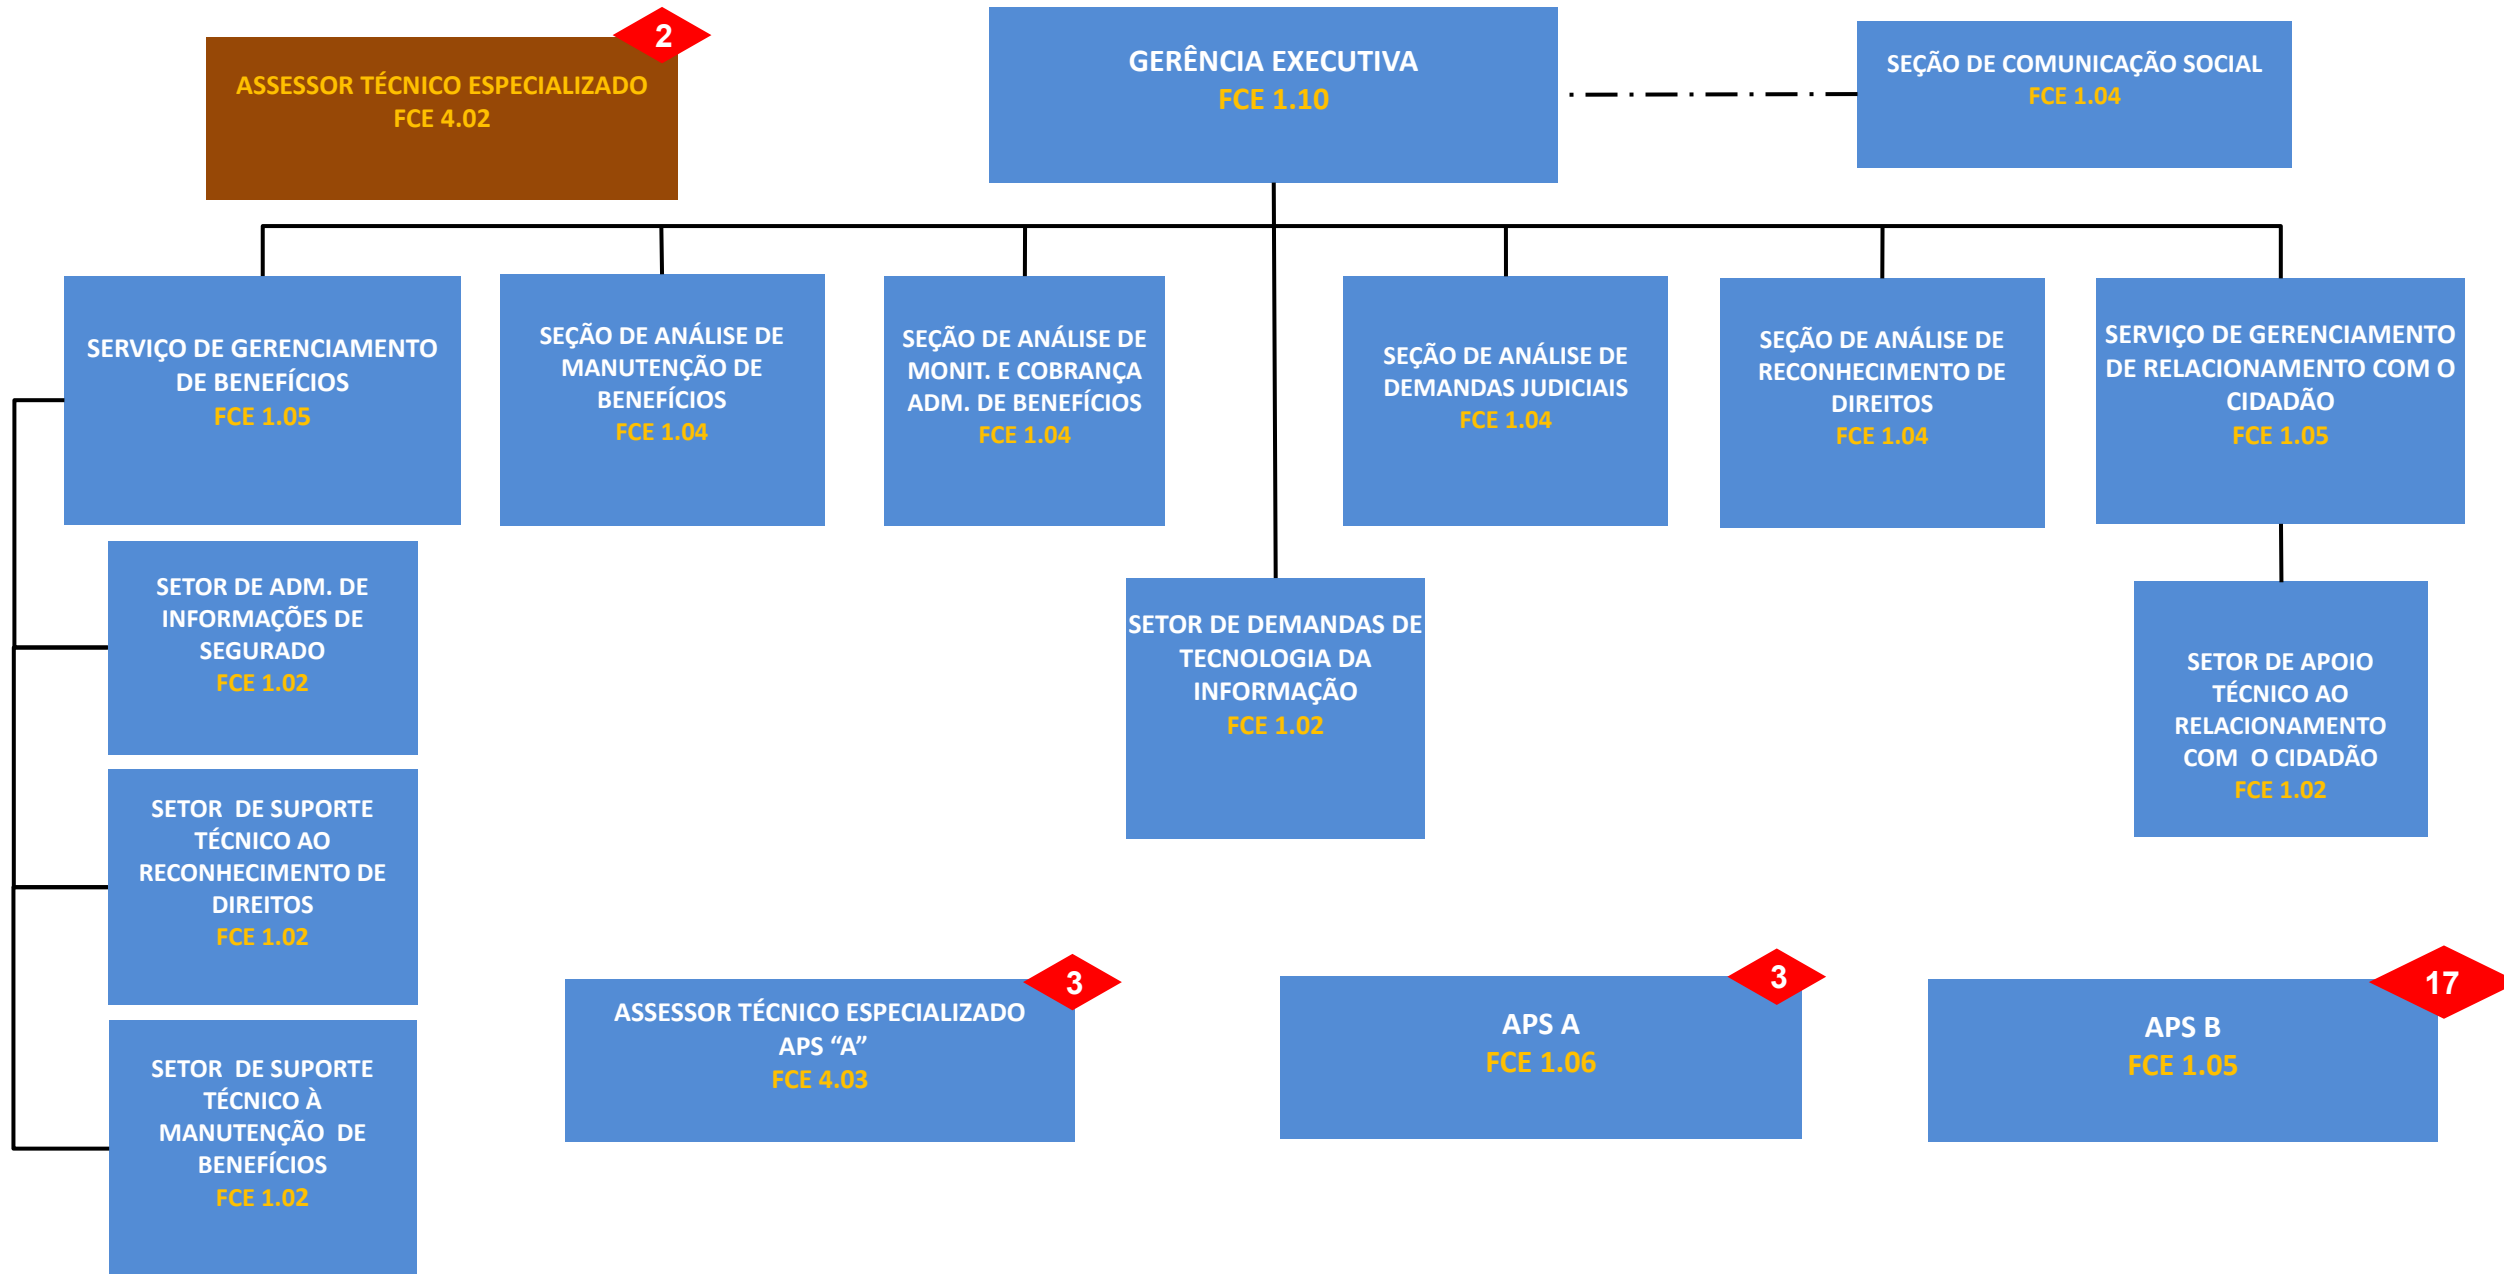 2
ASSESSOR TÉCNICO ESPECIALIZADO
FCE 4.02
GERÊNCIA EXECUTIVA
FCE 1.10
SEÇÃO DE COMUNICAÇÃO SOCIAL
FCE 1.04
SERVIÇO DE GERENCIAMENTO
DE BENEFÍCIOS
FCE 1.05
SEÇÃO DE ANÁLISE DE
MANUTENÇÃO DE
BENEFÍCIOS
FCE 1.04
SEÇÃO DE ANÁLISE DE
MONIT. E COBRANÇA
ADM. DE BENEFÍCIOS
FCE 1.04
SEÇÃO DE ANÁLISE DE
DEMANDAS JUDICIAIS
FCE 1.04
SEÇÃO DE ANÁLISE DE
RECONHECIMENTO DE
DIREITOS
FCE 1.04
SERVIÇO DE GERENCIAMENTO
DE RELACIONAMENTO COM O
CIDADÃO
FCE 1.05
SETOR DE ADM. DE
INFORMAÇÕES DE
SEGURADO
FCE 1.02
SETOR DE DEMANDAS DE
TECNOLOGIA DA
INFORMAÇÃO
FCE 1.02
SETOR DE APOIO
TÉCNICO AO
RELACIONAMENTO
COM O CIDADÃO
FCE 1.02
SETOR DE SUPORTE
TÉCNICO AO
RECONHECIMENTO DE
DIREITOS
FCE 1.02
SETOR DE SUPORTE
TÉCNICO À
MANUTENÇÃO DE
BENEFÍCIOS
FCE 1.02
3
ASSESSOR TÉCNICO ESPECIALIZADO
APS “A”
FCE 4.03
3
APS A
FCE 1.06
17
APS B
FCE 1.05